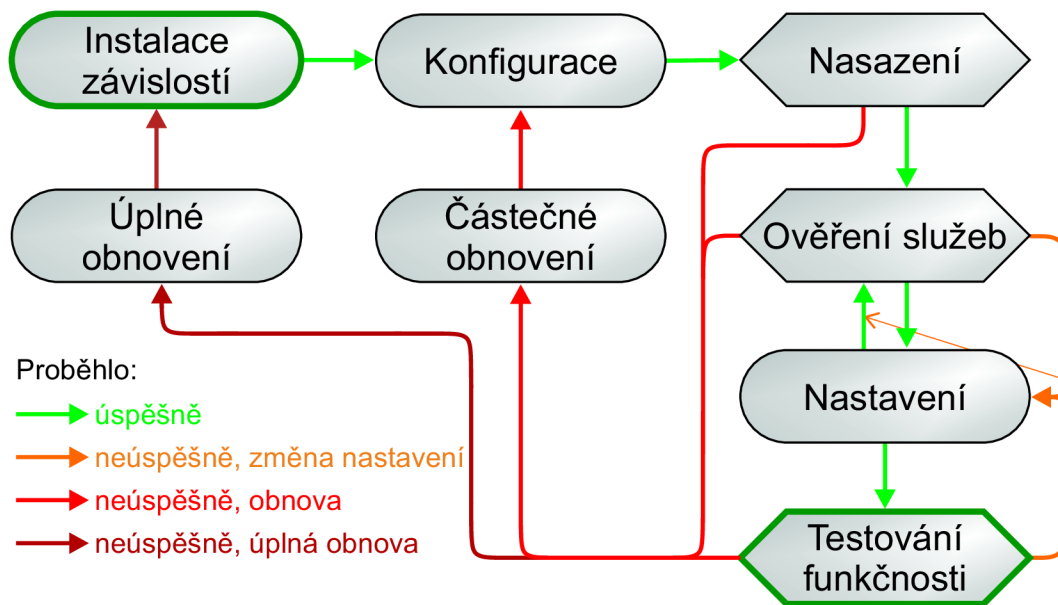 Instalace
závislostí
Konfigurace
Nasazení
Úplné
obnovení
Částečné
obnovení
Ověření služeb
Nastavení
Testování
funkčnosti
Proběhlo:
úspěšně
neúspěšně, změna nastavení
neúspěšně, obnova
neúspěšně, úplná obnova